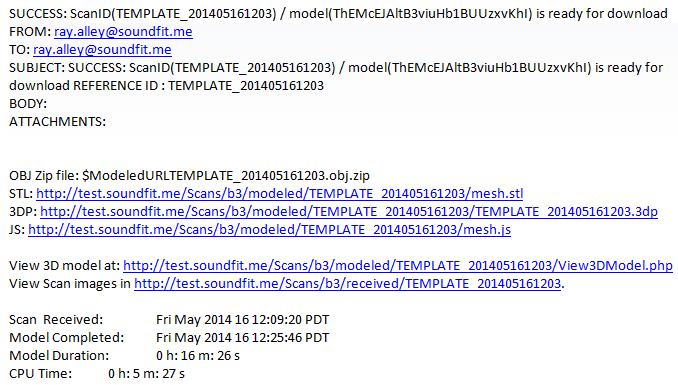 SUCCESS: ScanID(TEMPLATE_201405161203) / model(ThEMcEJAltB3viuHb1BUUzxvKhI) is ready for download
FROM: ray.alley@soundfit.me
TO: ray.alley@soundfit.me
SUBJECT: SUCCESS: ScanID(TEMPLATE_201405161203) / model(ThEMcEJAltB3viuHb1BUUzxvKhI) is ready for
download REFERENCE ID : TEMPLATE_201405161203
BODY:
ATTACHMENTS:
OBJ Zip file: $ModeledURLTEMPLATE_201405161203.obj.zip
STL: http://test.soundfit.me/Scans/b3/modeled/TEMPLATE_201405161203/mesh.stl
3DP: http://test.soundfit.me/Scans/b3/modeled/TEMPLATE_201405161203/TEMPLATE_201405161203.3dp
JS: http://test.soundfit.me/Scans/b3/modeled/TEMPLATE_201405161203/mesh.js
View 3D model at: http://test.soundfit.me/Scans/b3/modeled/TEMPLATE_201405161203/View3DModel.php
View Scan images in http://test.soundfit.me/Scans/b3/received/TEMPLATE_201405161203.
Scan Received: Fri May 2014 16 12:09:20 PDT
Model Completed: Fri May 2014 16 12:25:46 PDT
Model Duration: 0 h: 16 m: 26 s
CPU Time: 0 h: 5 m: 27 s